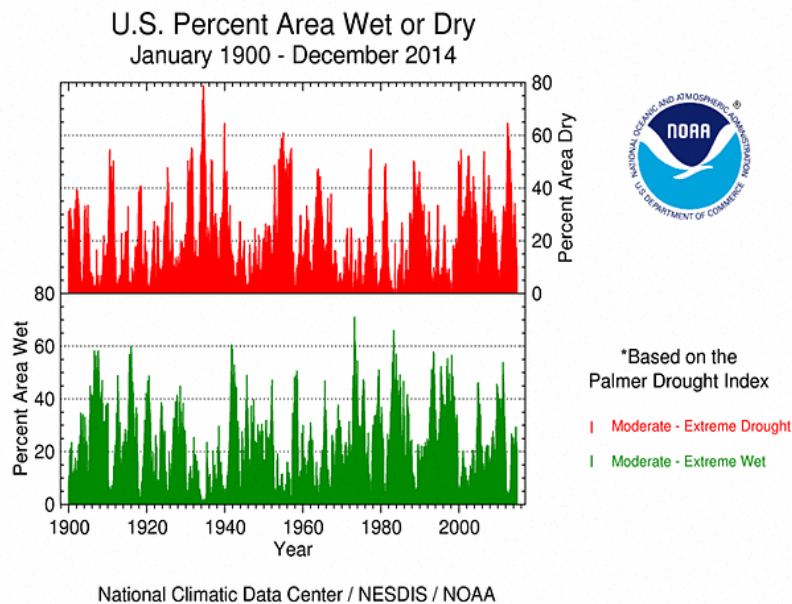 U.S. Percent Area Wet or Dry
January 1900 - December 2014
80
60
40
20
0
Percent Area Dry
80
60
40
20
0
Percent Area Wet
1900 1920 1940 1960 1980 2000
Year
NATIONAL OCEANIC AND ATMOSPHERIC ADMINISTRATION
NOAA
U.S. DEPARTMENT OF COMMERCE
®
*Based on the
Palmer Drought Index
Moderate - Extreme Drought
Moderate - Extreme Wet
National Climatic Data Center / NESDIS / NOAA